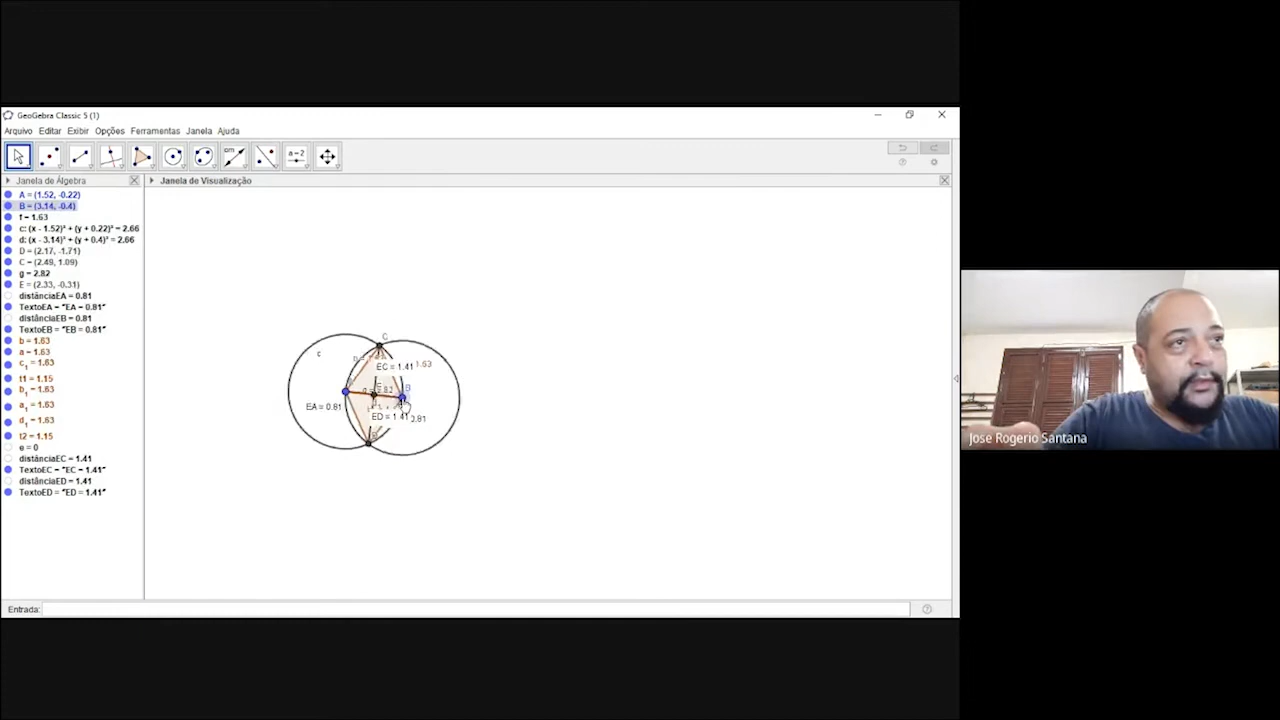 GeoGebra Classic 5 (1)
Arquivo Editar Exibir Opções Ferramentas Janela Ajuda
a=2
Janela de Álgebra
Janela de Visualização
A = (1.52, -0.22)
B = (3.14, -0.4)
f = 1.63
c: (x - 1.52)² + (y + 0.22)² = 2.66
d: (x - 3.14)² + (y + 0.4)² = 2.66
D = (2.17, -1.71)
C = (2.49, 1.09)
g = 2.82
E = (2.33, -0.31)
distânciaEA = 0.81
TextoEA = "EA = 0.81"
distânciaEB = 0.81
TextoEB = "EB = 0.81"
b = 1.63
a = 1.63
c₁ = 1.63
t1 = 1.15
b₁ = 1.63
a₁ = 1.63
d₁ = 1.63
t2 = 1.15
e = 0
distânciaEC = 1.41
TextoEC = "EC = 1.41"
distânciaED = 1.41
TextoED = "ED = 1.41"
C
c
EC = 1.41
1.63
B
EA = 0.81
ED = 1.41
0.81
Entrada:
Jose Rogerio Santana